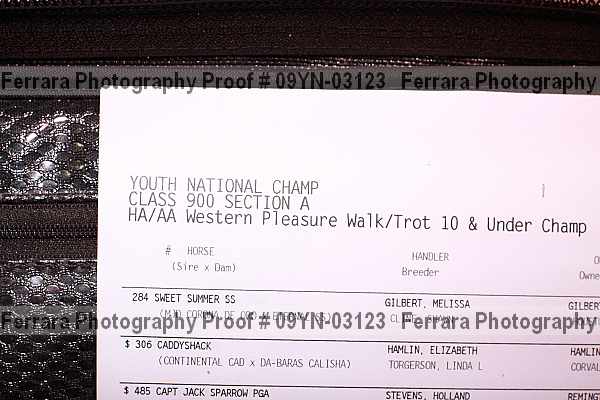 Ferrara Photography Proof # 09YN-03123 Ferrara Photography
YOUTH NATIONAL CHAMP
CLASS 900 SECTION A
HA/AA Western Pleasure Walk/Trot 10 & Under Champ
# HORSE HANDLER
(Sire x Dam) Breeder Owne
284 SWEET SUMMER SS GILBERT, MELISSA GILBERT
Ferrara Photography Proof # 09YN-03123 Ferrara Photography
$ 306 CADDYSHACK HAMLIN, ELIZABETH HAMLIN
(CONTINENTAL CAD x DA-BARAS CALISHA) TORGERSON, LINDA L CORVAL
$ 485 CAPT JACK SPARROW PGA STEVENS, HOLLAND REMING